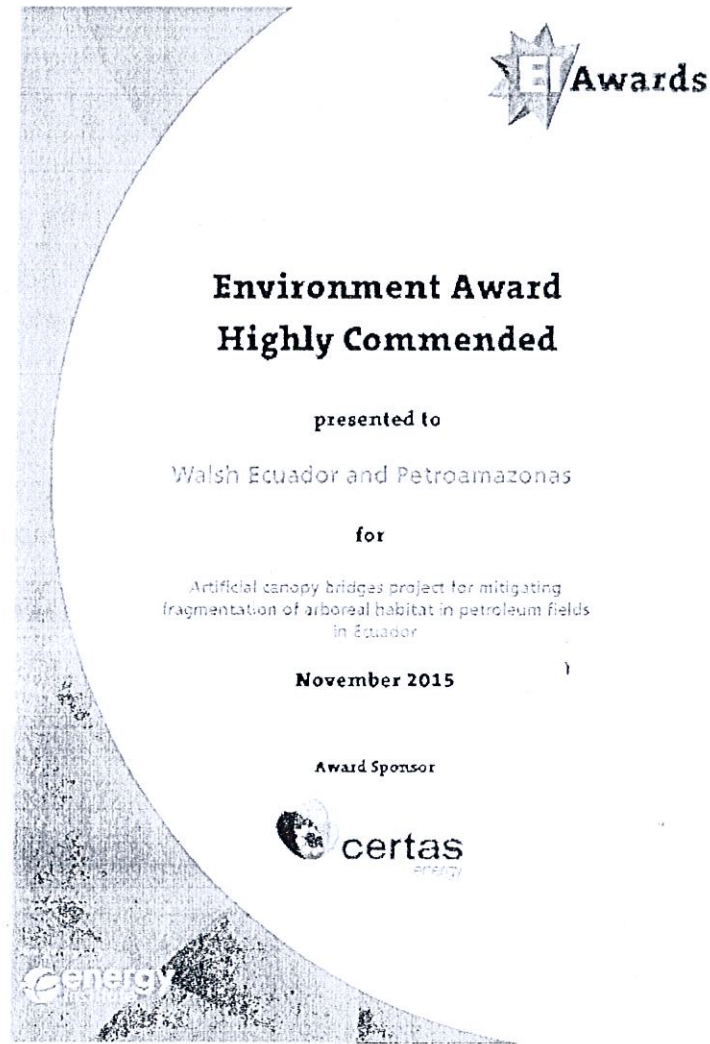 EI Awards
Environment Award
Highly Commended
presented to
Walsh Ecuador and Petroamazonas
for
Artificial canopy bridges project for mitigating
fragmentation of arboreal habitat in petroleum fields
in Ecuador
November 2015
Award Sponsor
certas
energy
energy